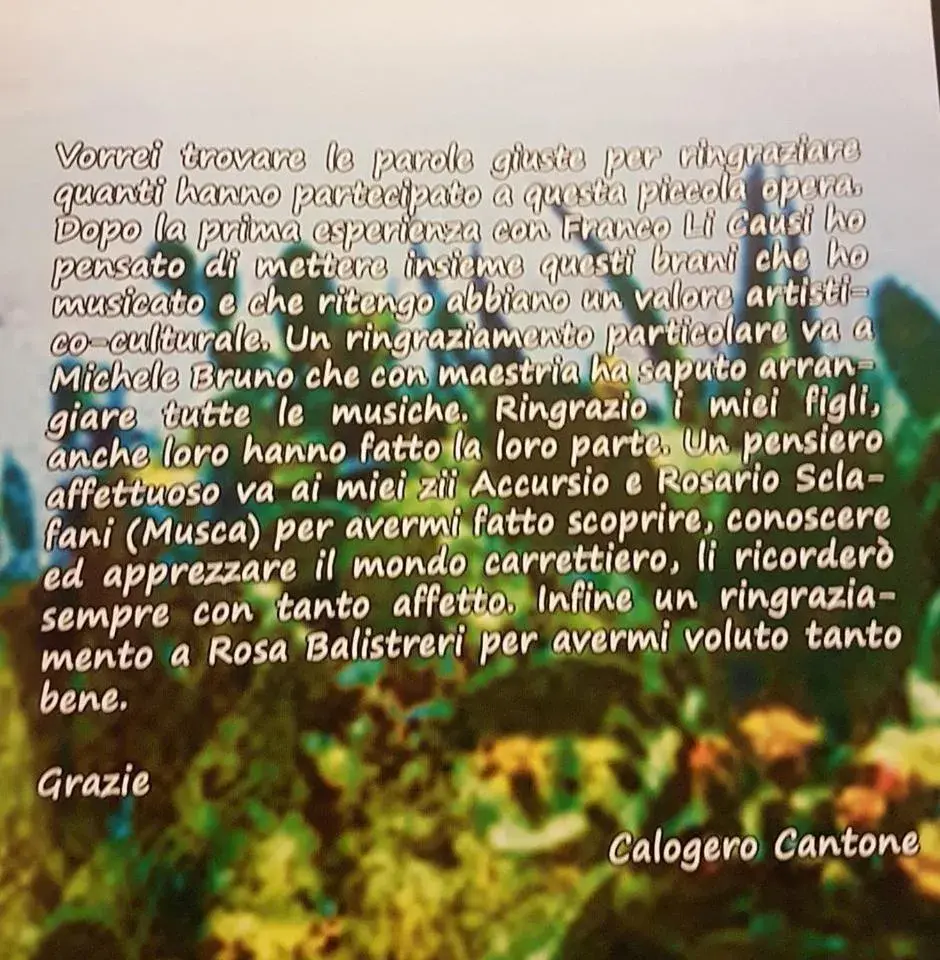 Vorrei trovare le parole giuste per ringraziare
quanti hanno partecipato a questa piccola opera.
Dopo la prima esperienza con Franco Li Causi ho
pensato di mettere insieme questi brani che ho
musicato e che ritengo abbiano un valore artisti-
co-culturale. Un ringraziamento particolare va a
Michele Bruno che con maestria ha saputo arran-
giare tutte le musiche. Ringrazio i miei figli,
anche loro hanno fatto la loro parte. Un pensiero
affettuoso va ai miei zii Accursio e Rosario Scla-
fani (Musca) per avermi fatto scoprire, conoscere
ed apprezzare il mondo carrettiero, li ricorderò
sempre con tanto affetto. Infine un ringrazia-
mento a Rosa Balistreri per avermi voluto tanto
bene.
Grazie
Calogero Cantone